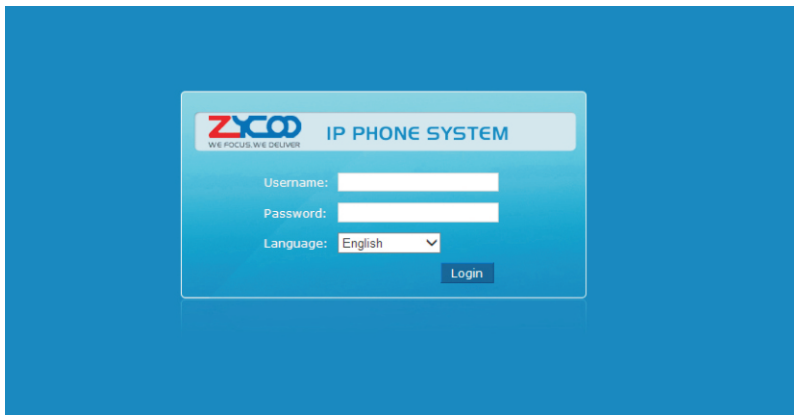 ZYCOO
WE FOCUS. WE DELIVER
IP PHONE SYSTEM
Username:
Password:
Language: English
Login